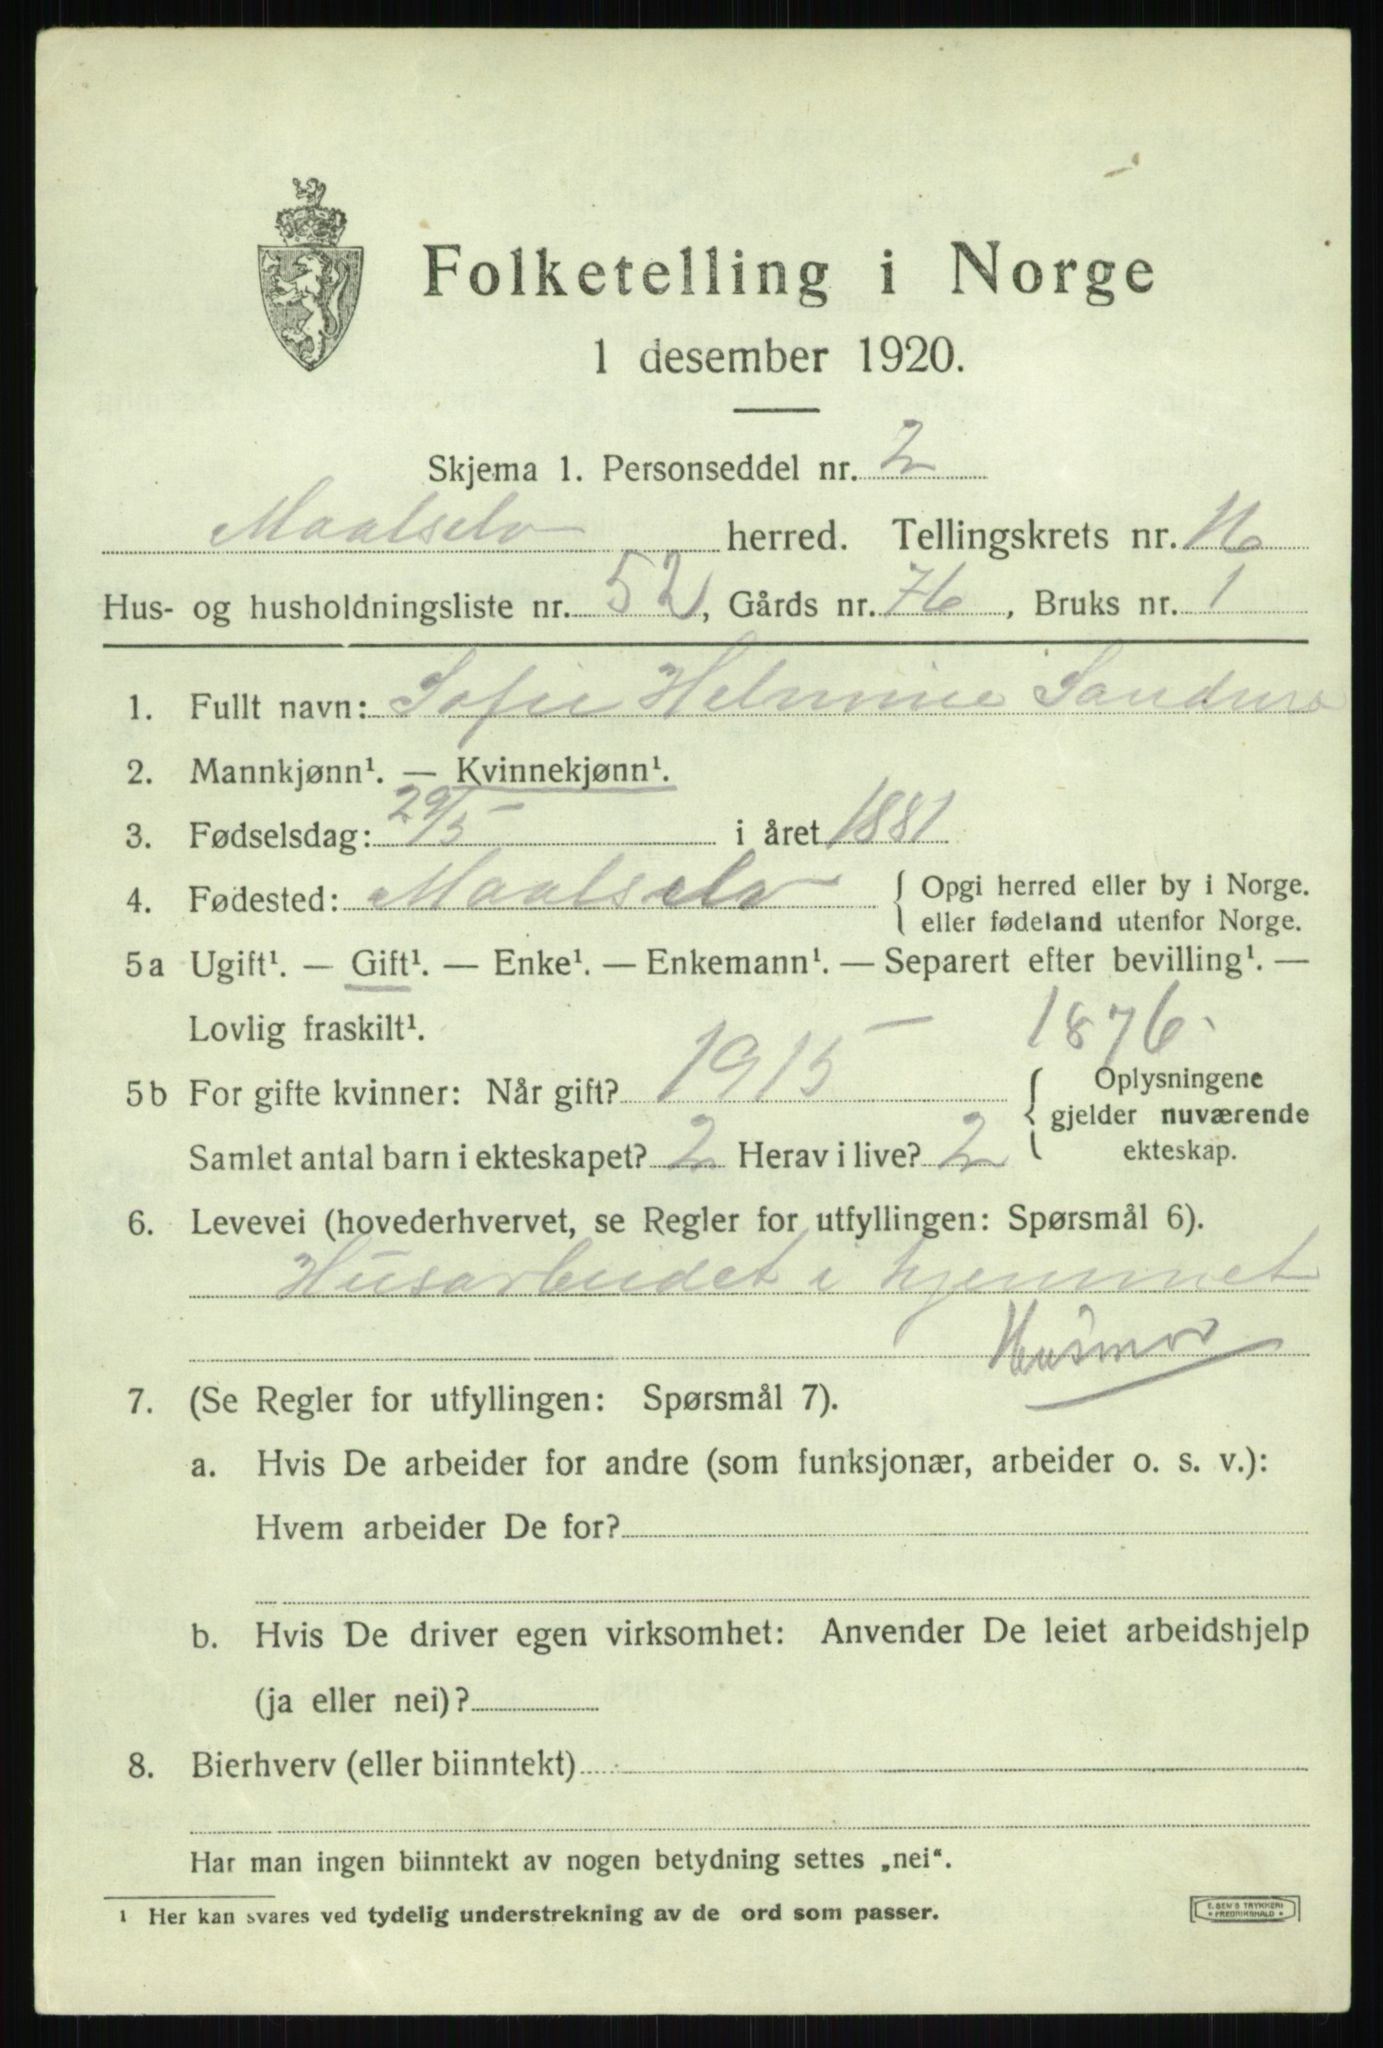 Folketelling i Norge
1 desember 1920.
Skjema 1. Personseddel nr. 2
Maalselv herred. Tellingskrets nr. 16
Hus- og husholdningsliste nr. 52, Gårds nr. 76, Bruks nr. 1
1. Fullt navn: Sofie Helmine
2. Mannkjønn¹. — Kvinnekjønn¹.
3. Fødselsdag: 29/5 i året 1881
4. Fødested: Maalselv { Opgi herred eller by i Norge.
eller fødeland utenfor Norge.
5a Ugift¹. — Gift¹. — Enke¹. — Enkemann¹. — Separert efter bevilling¹. —
Lovlig fraskilt¹. 1876.
5b For gifte kvinner: Når gift? 1915 { Oplysningene
gjelder nuværende
Samlet antal barn i ekteskapet? 2 Herav i live? 2 ekteskap.
6. Levevei (hovederhvervet, se Regler for utfyllingen: Spørsmål 6).
Husarbeidet i hjemmet
Husmor
7. (Se Regler for utfyllingen: Spørsmål 7).
a. Hvis De arbeider for andre (som funksjonær, arbeider o. s. v.):
Hvem arbeider De for?
b. Hvis De driver egen virksomhet: Anvender De leiet arbeidshjelp
(ja eller nei)?
8. Bierhverv (eller biinntekt)
Har man ingen biinntekt av nogen betydning settes „nei“.
¹ Her kan svares ved tydelig understrekning av de ord som passer.
E. SEM'S TRYKKERI
* FREDRIKSHALD *